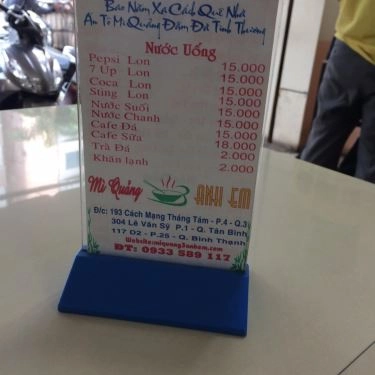 Bao Năm Xa Cách Quê Nhà
Ăn Tô Mì Quảng Đậm Đà Tình Thương
Nước Uống
Pepsi Lon 15.000
7 Up Lon 15.000
Coca Lon 15.000
Sting Lon 15.000
Nước Suối 15.000
Nước Chanh 15.000
Cafe Đá 15.000
Cafe Sữa 18.000
Trà Đá 2.000
Khăn lạnh 2.000
Mì Quảng 3 ANH EM
Đ/c: 193 Cách Mạng Tháng Tám - P.4 - Q.3
304 Lê Văn Sỹ P.1 - Q. Tân Bình
117 D2 - P.25 - Q. Bình Thạnh
Website:miquang3anhem.com
ĐT: 0933 589 117